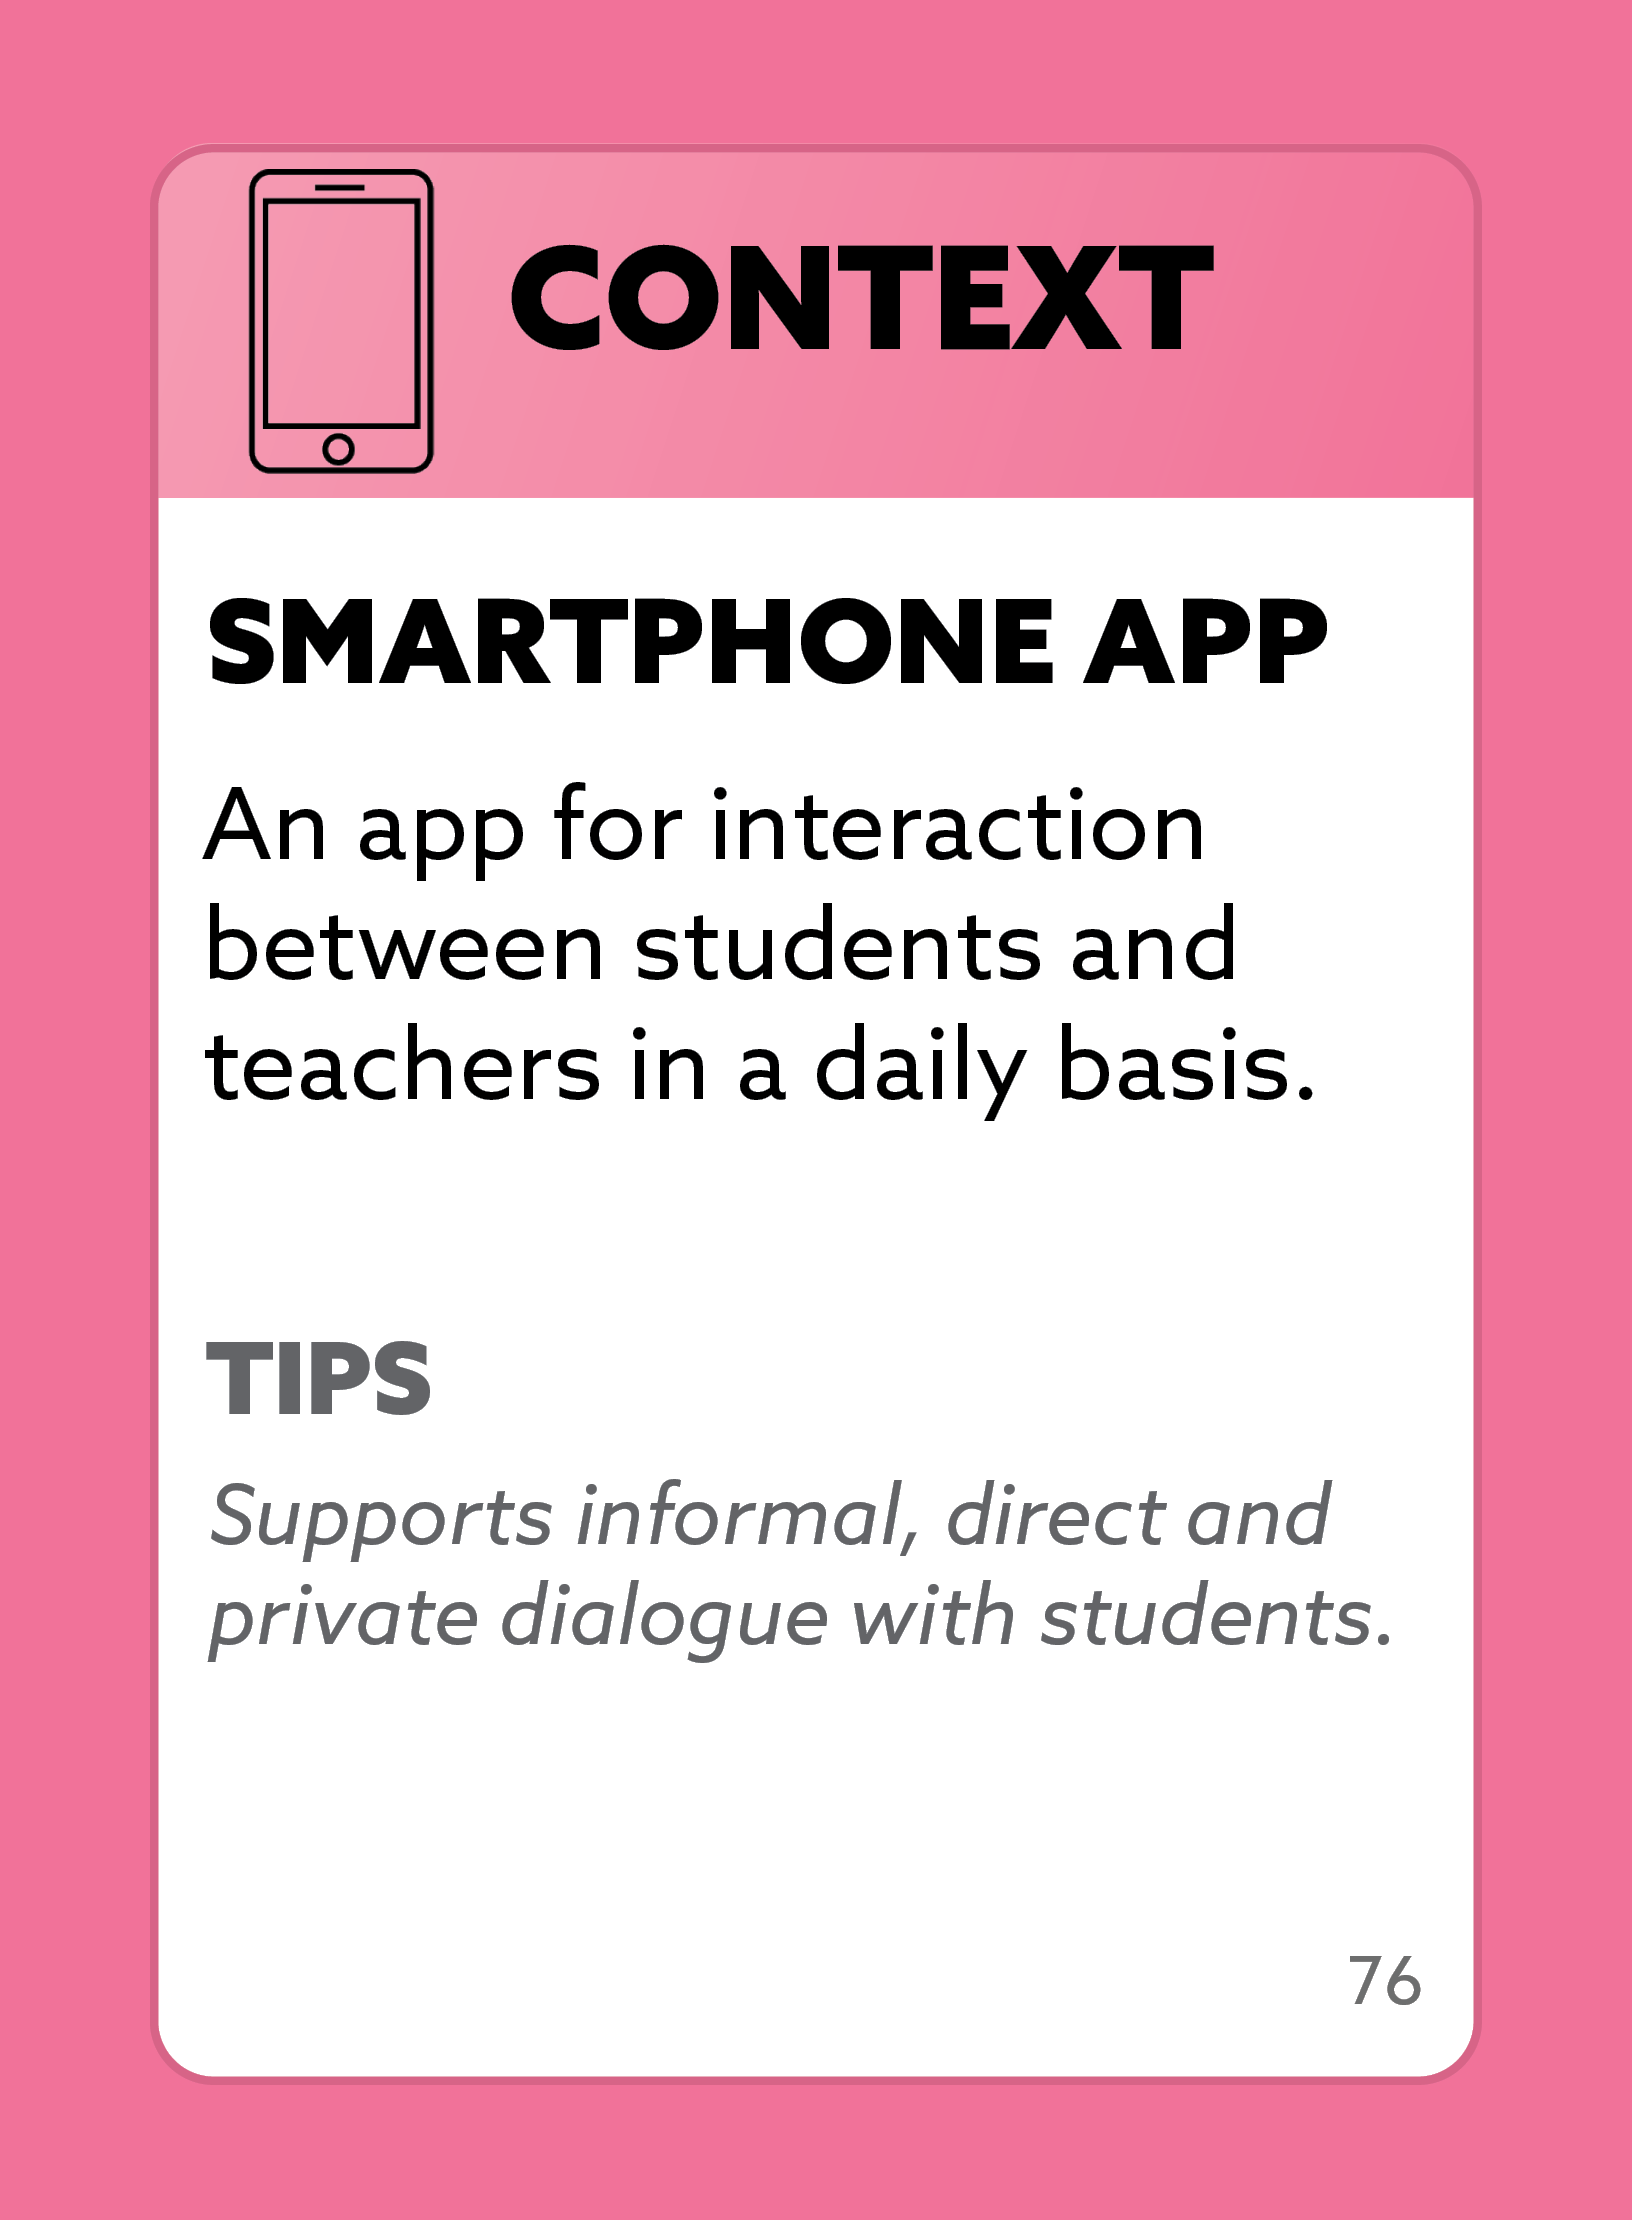 CONTEXT
SMARTPHONE APP
An app for interaction
between students and
teachers in a daily basis.
TIPS
Supports informal, direct and
private dialogue with students.
76